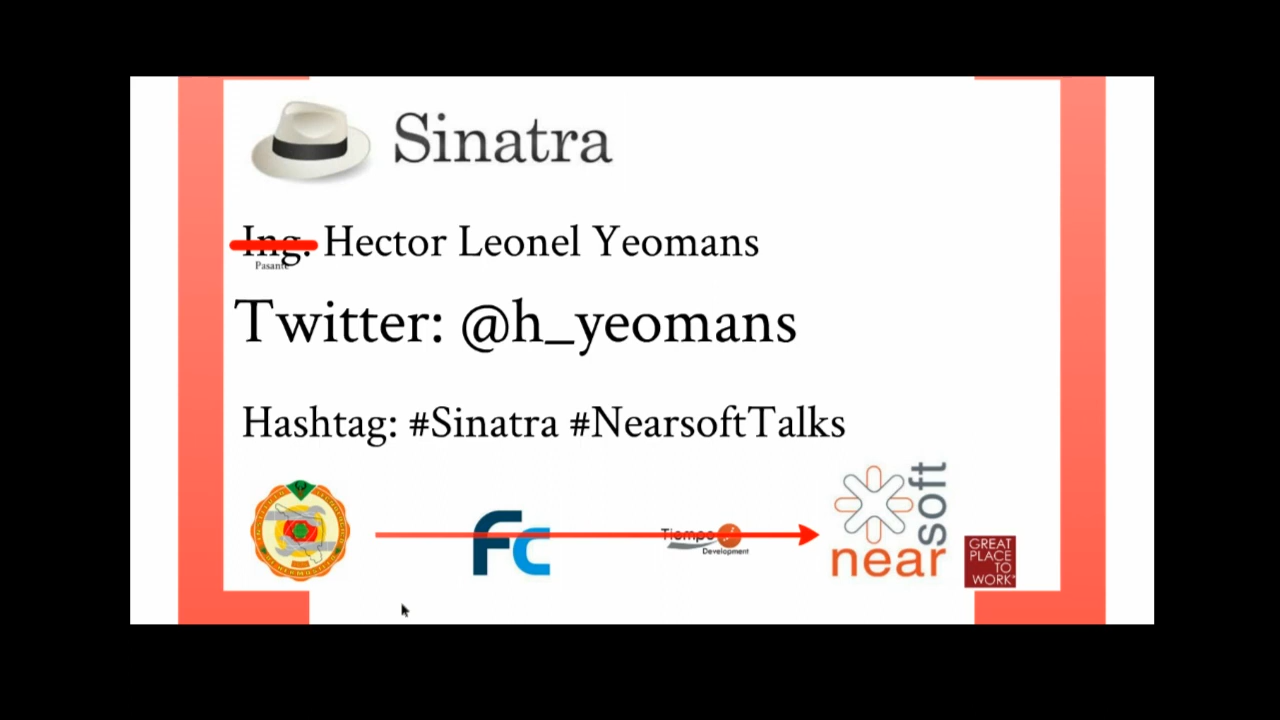 Sinatra
Ing. Hector Leonel Yeomans
Pasante
Twitter: @h_yeomans
Hashtag: #Sinatra #NearsoftTalks
Fc
Tiempo
Development
near
soft
GREAT
PLACE
TO
WORK